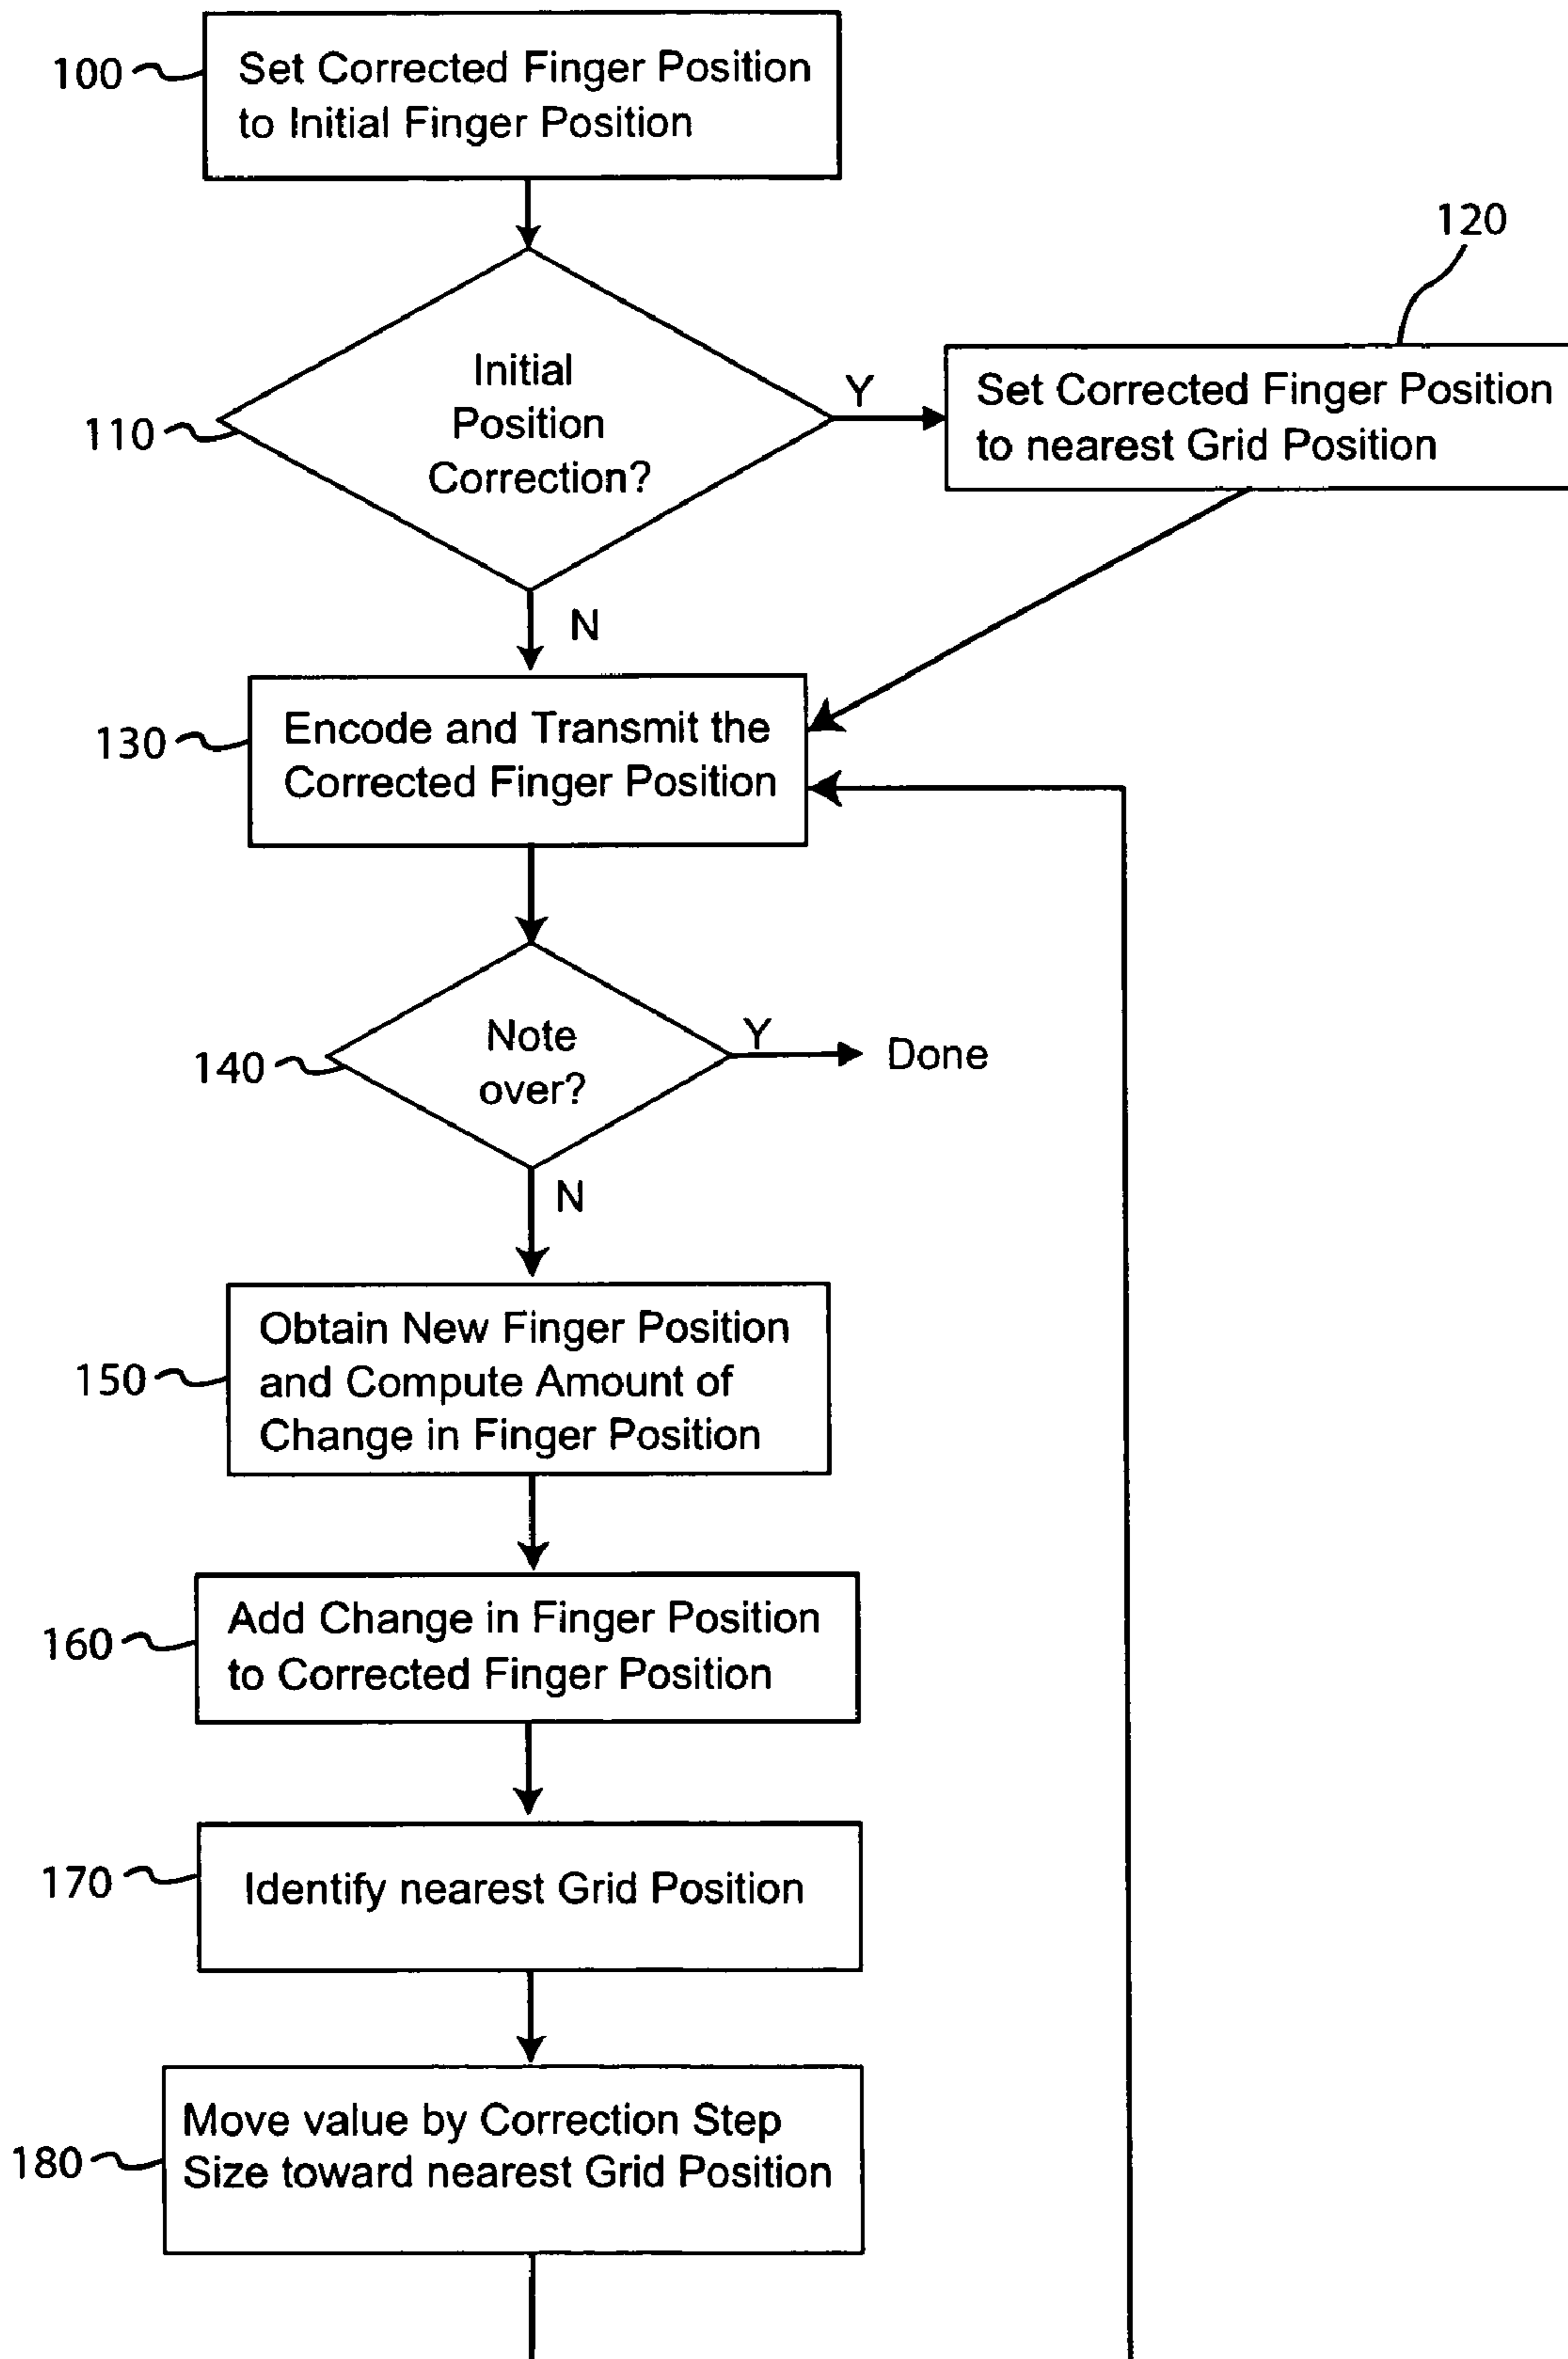 100
Set Corrected Finger Position
to Initial Finger Position
120
110
Initial
Position
Correction?
Y
Set Corrected Finger Position
to nearest Grid Position
N
130
Encode and Transmit the
Corrected Finger Position
140
Note
over?
Y
Done
N
150
Obtain New Finger Position
and Compute Amount of
Change in Finger Position
160
Add Change in Finger Position
to Corrected Finger Position
170
Identify nearest Grid Position
180
Move value by Correction Step
Size toward nearest Grid Position